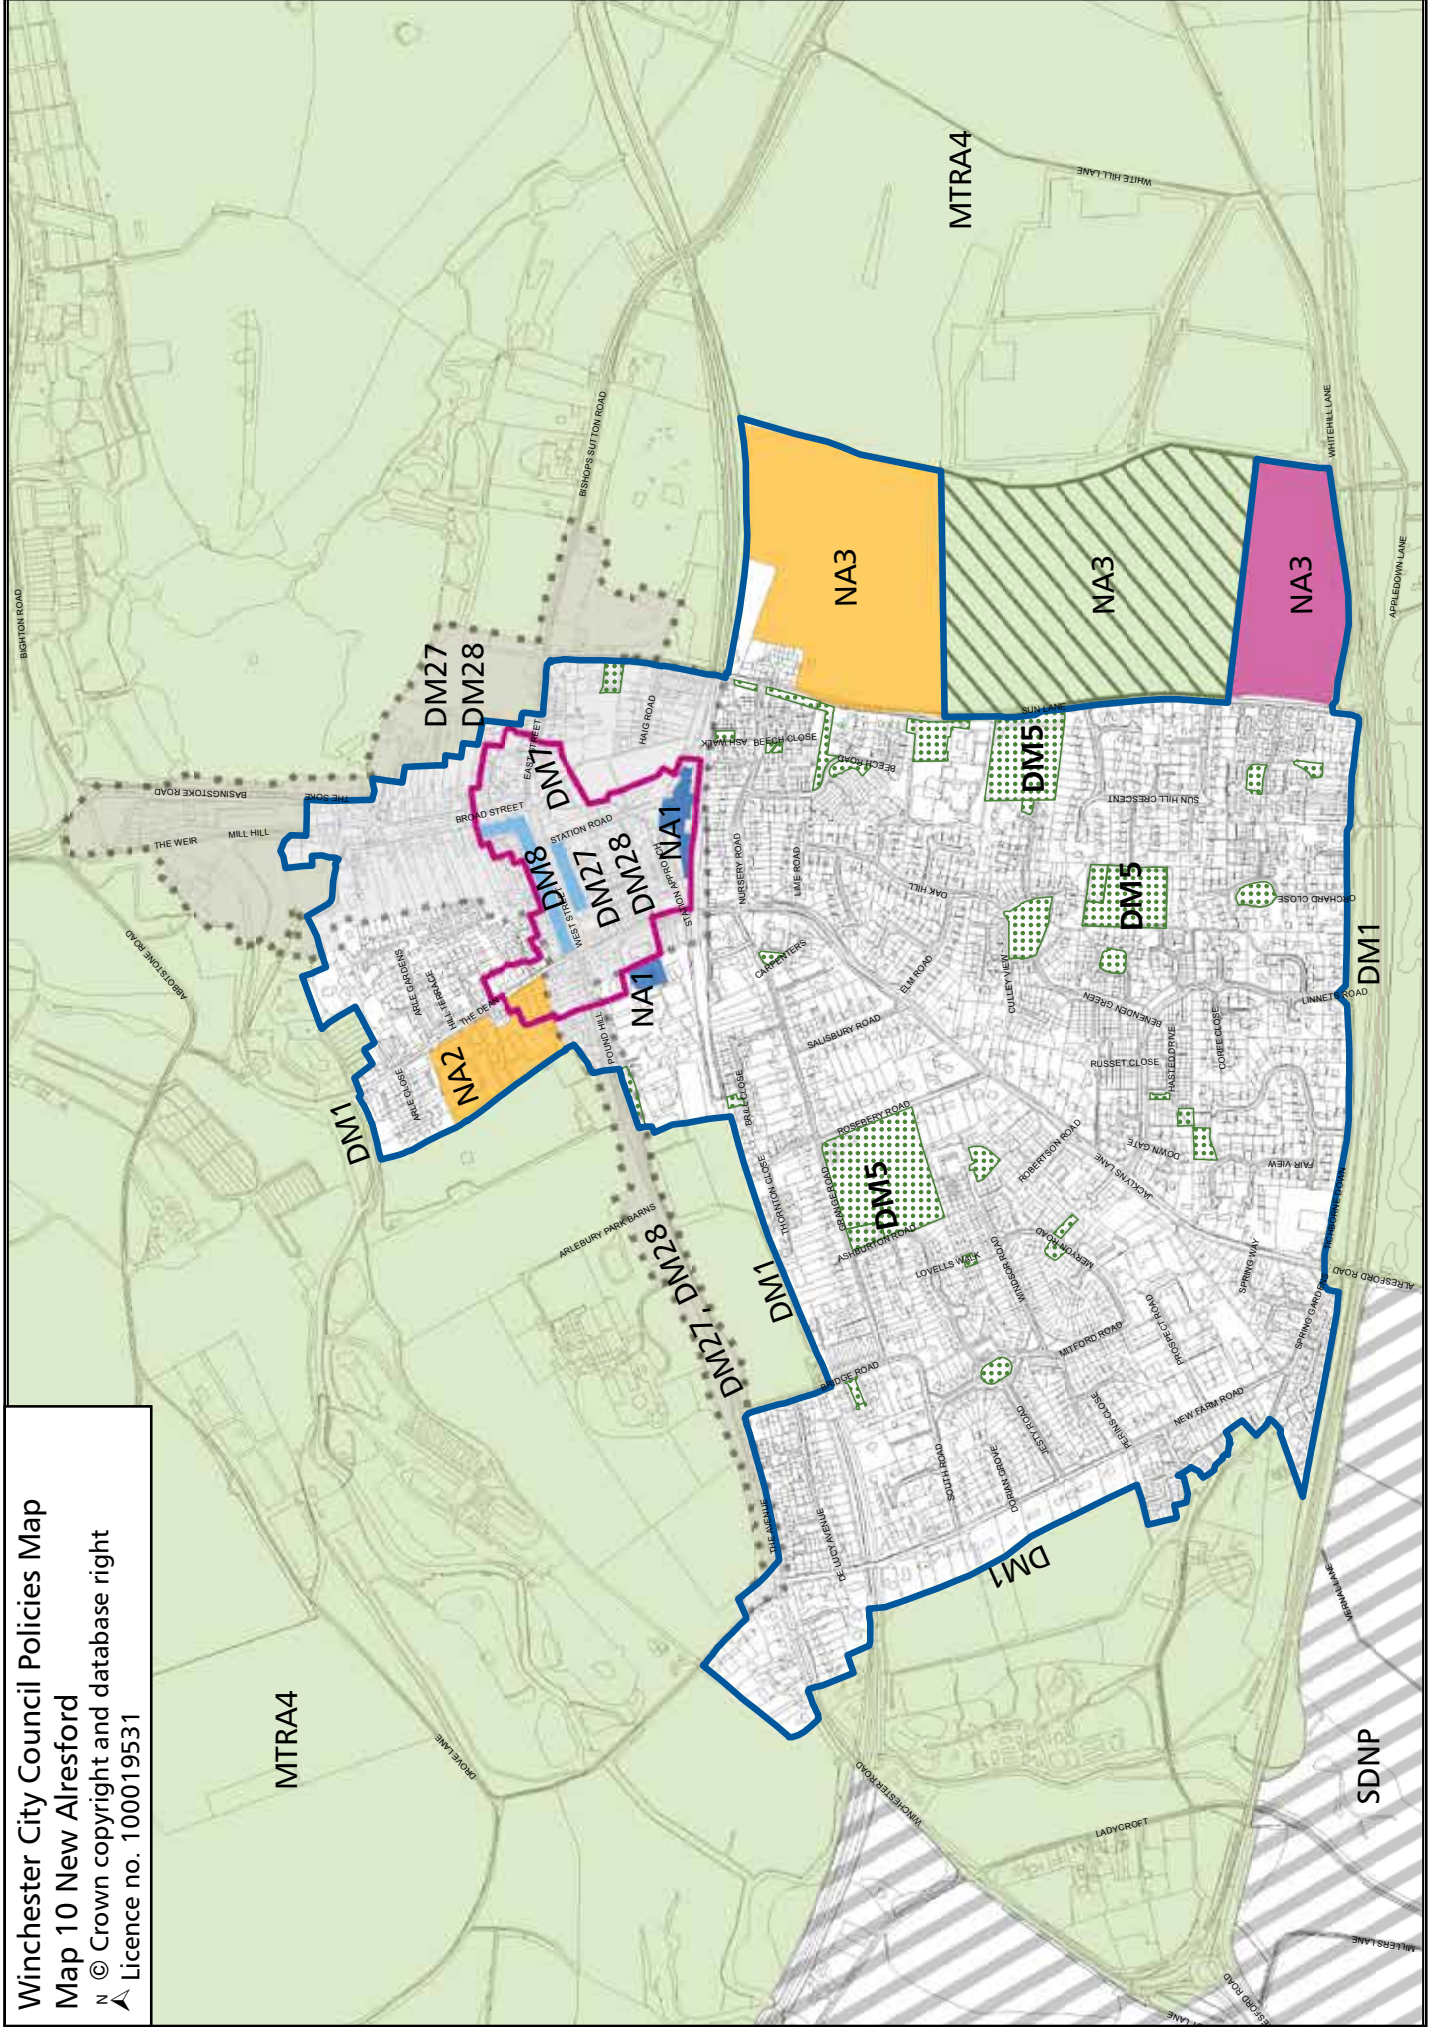 Winchester City Council Policies Map
Map 10 New Alresford
N
© Crown copyright and database right
Licence no. 100019531
BIGHTON ROAD
BISHOPS SUTTON ROAD
MTRA4
WHITE HILL LANE
WHITEHILL LANE
APPLEDOWN LANE
NA3
NA3
NA3
DM27
DM28
BASINGSTOKE ROAD
THE SOKE
THE WEIR
MILL HILL
ABBOTSTONE ROAD
EAST STREET
DM7
HAIG ROAD
BROAD STREET
STATION ROAD
DM8
WEST STREET
DM27
DM28
STATION APPROACH
STATION ROAD
NA1
NA1
ASH WALK
BEECH CLOSE
BEECH ROAD
SUN LANE
DM5
SUN HILL CRESCENT
NURSERY ROAD
LIME ROAD
OAK HILL
DM5
ORCHARD CLOSE
ARLE GARDENS
HILL TERRACE
THE DEAN
ARLE CLOSE
NA2
POUND HILL
DM1
CARPENTERS
ELM ROAD
CULLEY VIEW
BENENDEN GREEN
LINNETS ROAD
DM1
SALISBURY ROAD
RUSSET CLOSE
HASTED DRIVE
CORFE CLOSE
BRILL CLOSE
ROSEBERY ROAD
ROBERTSON ROAD
JACKLYNS LANE
DOWN GATE
FAIR VIEW
THORNTON CLOSE
GRANGE ROAD
DM5
ASHBURTON ROAD
LOVELLS WALK
WINDSOR ROAD
MERYON ROAD
SPRING WAY
TICHBORNE DOWN
ALRESFORD ROAD
SPRING GARDENS
ARLEBURY PARK BARNS
DM27, DM28
DM1
BRIDGE ROAD
MITFORD ROAD
PROSPECT ROAD
PERINS CLOSE
NEW FARM ROAD
JESTY ROAD
DORIAN GROVE
SOUTH ROAD
THE AVENUE
DE LUCY AVENUE
DM1
VERNAL LANE
MTRA4
DROVE LANE
WINCHESTER ROAD
LADYCROFT
SDNP
MILLERS LANE